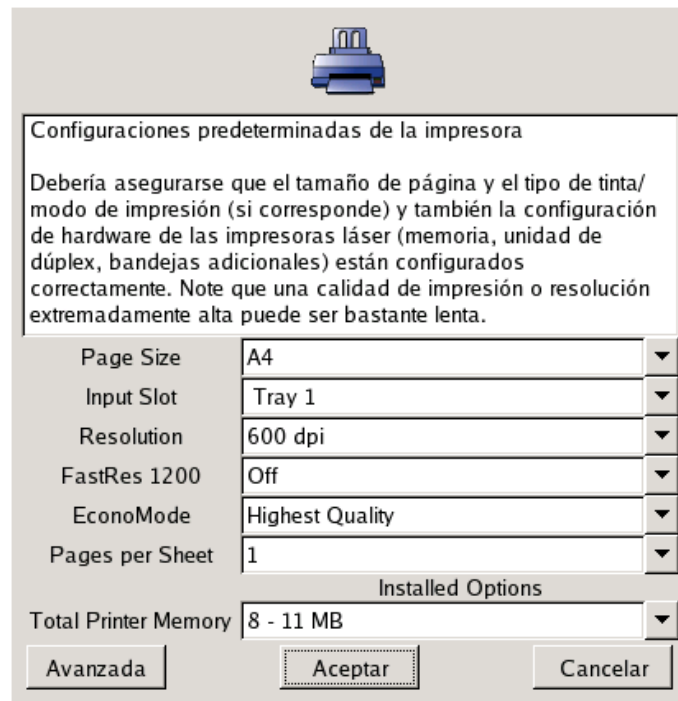 Configuraciones predeterminadas de la impresora
Debería asegurarse que el tamaño de página y el tipo de tinta/
modo de impresión (si corresponde) y también la configuración
de hardware de las impresoras láser (memoria, unidad de
dúplex, bandejas adicionales) están configurados
correctamente. Note que una calidad de impresión o resolución
extremadamente alta puede ser bastante lenta.
Page Size A4
Input Slot Tray 1
Resolution 600 dpi
FastRes 1200 Off
EconoMode Highest Quality
Pages per Sheet 1
Installed Options
Total Printer Memory 8 - 11 MB
Avanzada Aceptar Cancelar